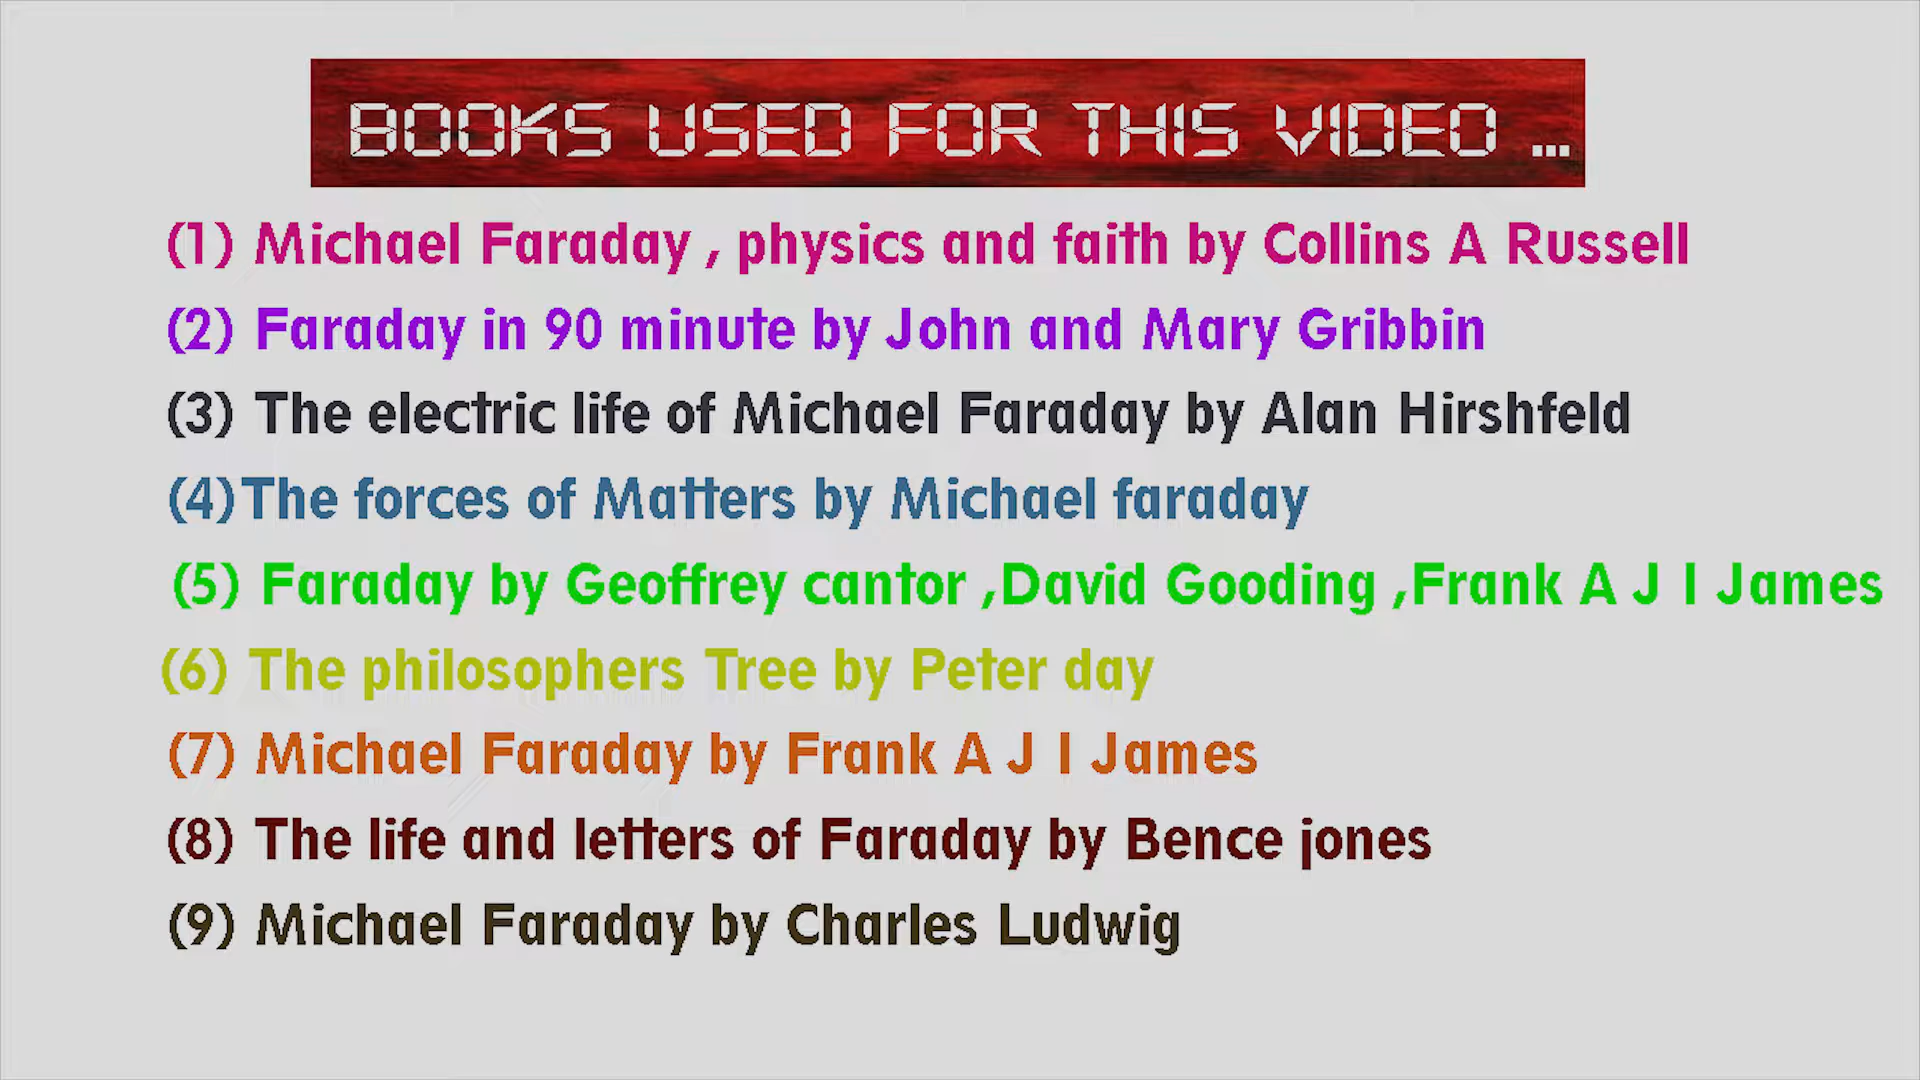 BOOKS USED FOR THIS VIDEO ...
(1) Michael Faraday , physics and faith by Collins A Russell
(2) Faraday in 90 minute by John and Mary Gribbin
(3) The electric life of Michael Faraday by Alan Hirshfeld
(4)The forces of Matters by Michael faraday
(5) Faraday by Geoffrey cantor ,David Gooding ,Frank A J I James
(6) The philosophers Tree by Peter day
(7) Michael Faraday by Frank A J I James
(8) The life and letters of Faraday by Bence jones
(9) Michael Faraday by Charles Ludwig